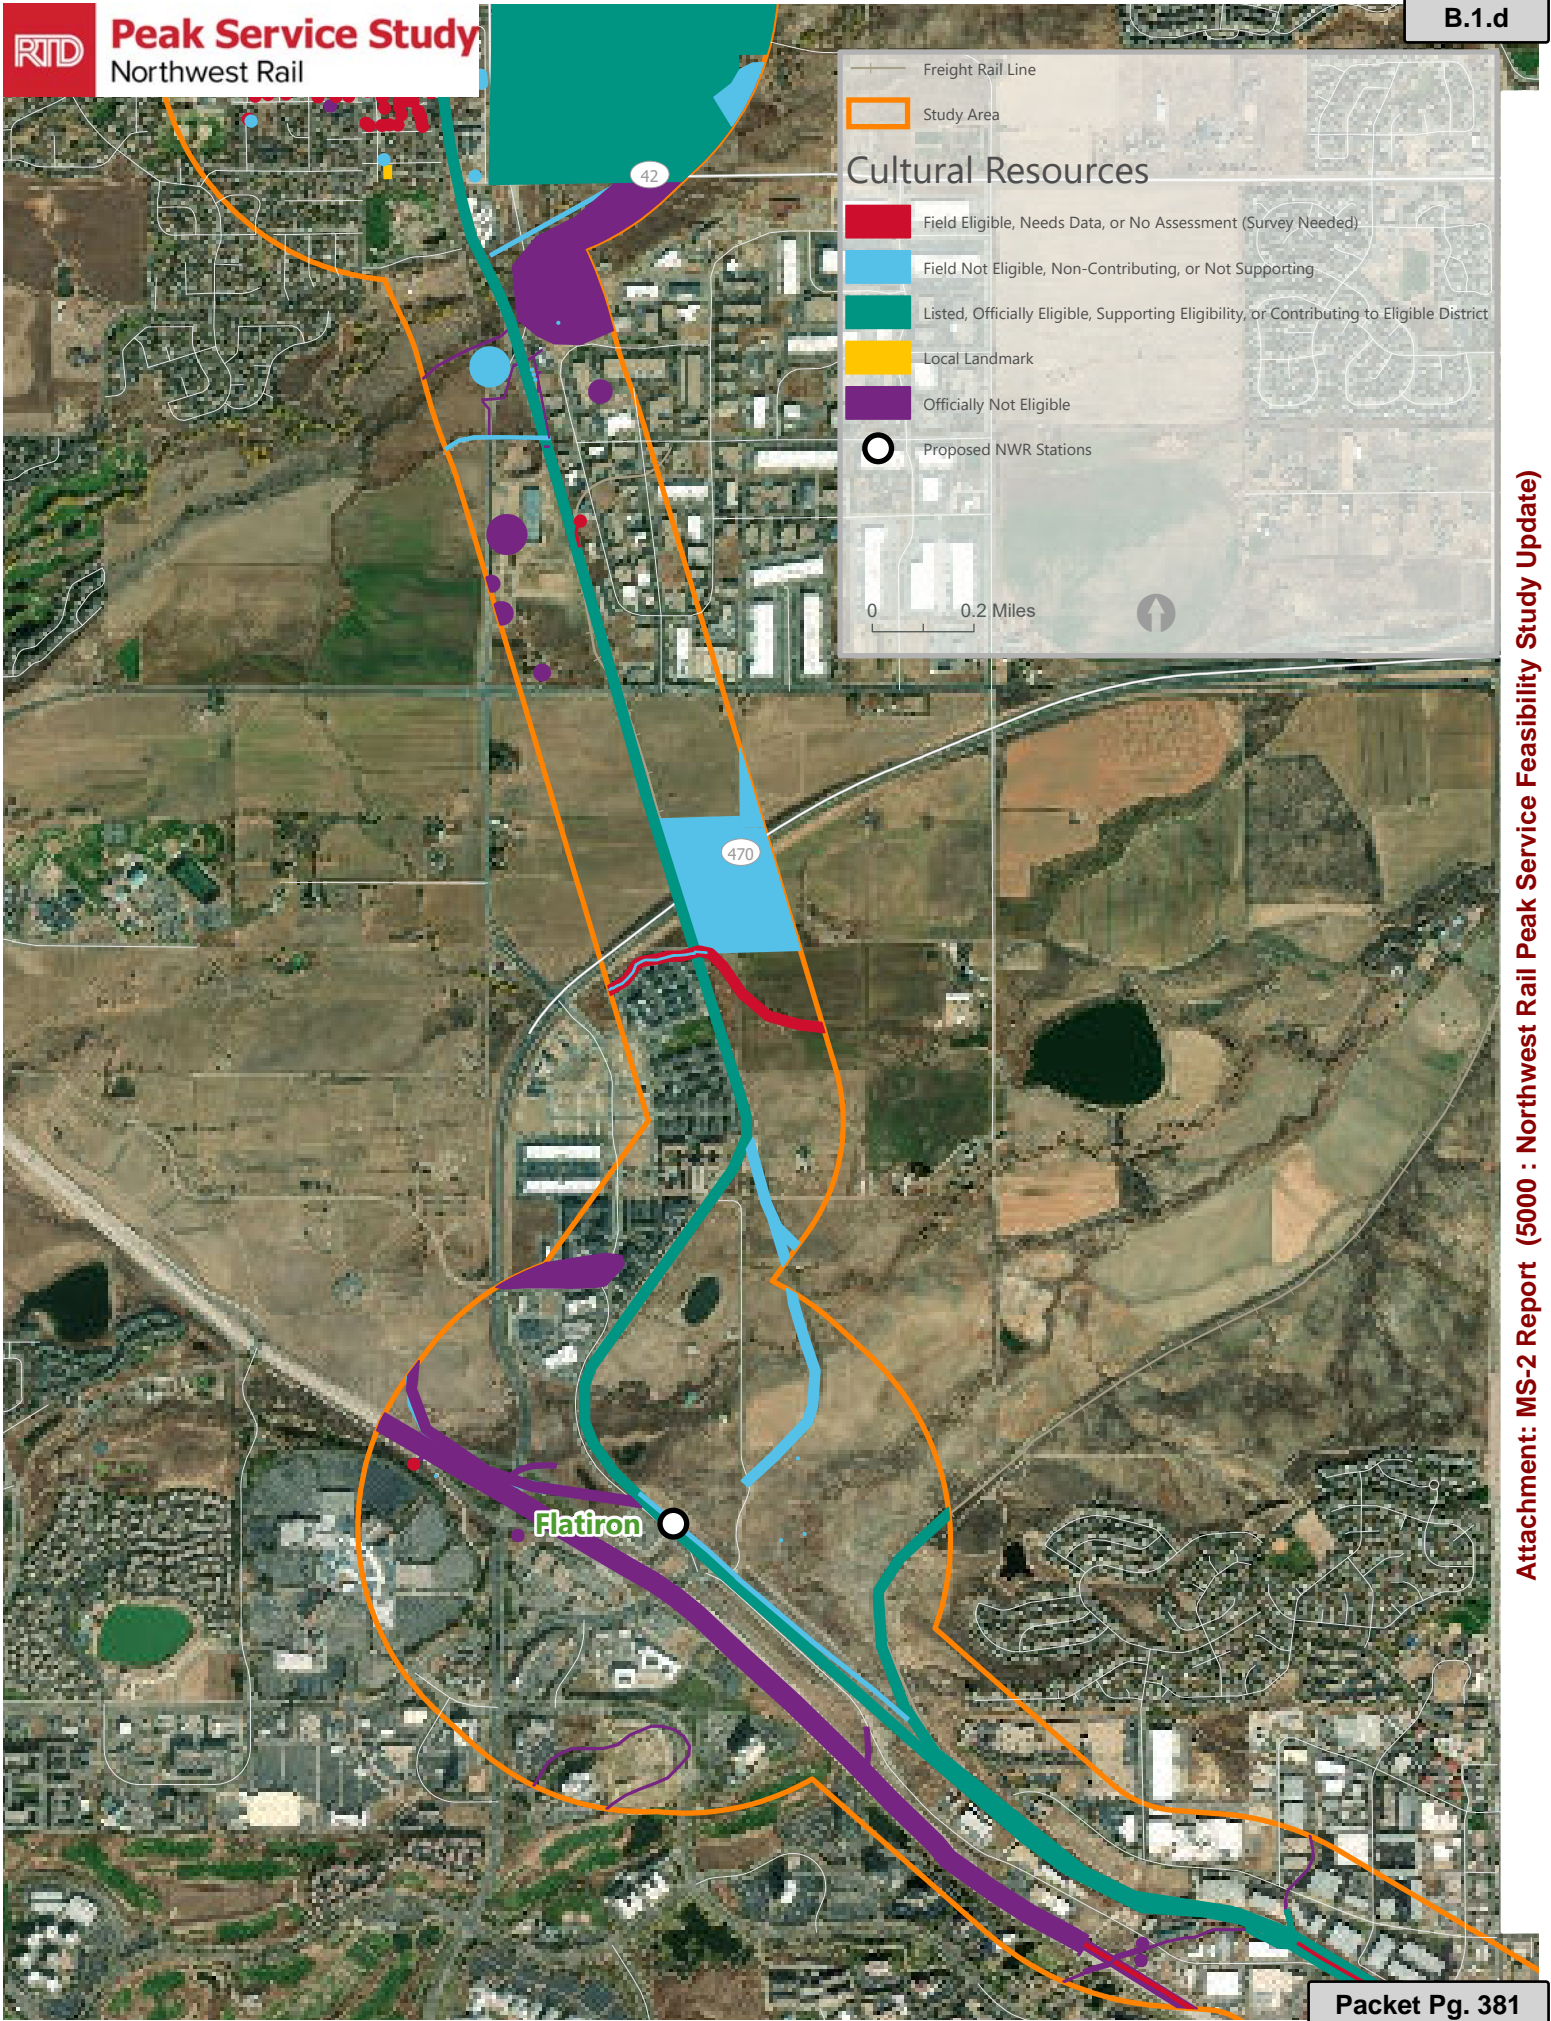 RTD
Peak Service Study
Northwest Rail
B.1.d
Freight Rail Line
Study Area
Cultural Resources
Field Eligible, Needs Data, or No Assessment (Survey Needed)
Field Not Eligible, Non-Contributing, or Not Supporting
Listed, Officially Eligible, Supporting Eligibility, or Contributing to Eligible District
Local Landmark
Officially Not Eligible
Proposed NWR Stations
0 0.2 Miles
42
470
Flatiron
Attachment: MS-2 Report (5000 : Northwest Rail Peak Service Feasibility Study Update)
Packet Pg. 381